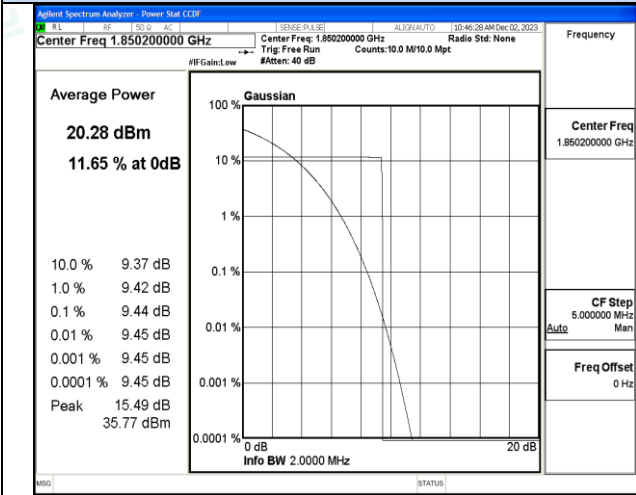 Agilent Spectrum Analyzer - Power Stat CCDF
RL RF 50 Ω AC SENSE:PULSE ALIGNAUTO 10:46:28 AM Dec 02, 2023
Center Freq 1.850200000 GHz
Center Freq: 1.850200000 GHz Radio Std: None
Trig: Free Run Counts:10.0 M/10.0 Mpt
#IFGain:Low #Atten: 40 dB
Frequency
Center Freq
1.850200000 GHz
CF Step
5.000000 MHz
Auto Man
Freq Offset
0 Hz
Average Power
20.28 dBm
11.65 % at 0dB
10.0 % 9.37 dB
1.0 % 9.42 dB
0.1 % 9.44 dB
0.01 % 9.45 dB
0.001 % 9.45 dB
0.0001 % 9.45 dB
Peak 15.49 dB
35.77 dBm
Gaussian
100 %
10 %
1 %
0.1 %
0.01 %
0.001 %
0.0001 %
0 dB 20 dB
Info BW 2.0000 MHz
MSG STATUS